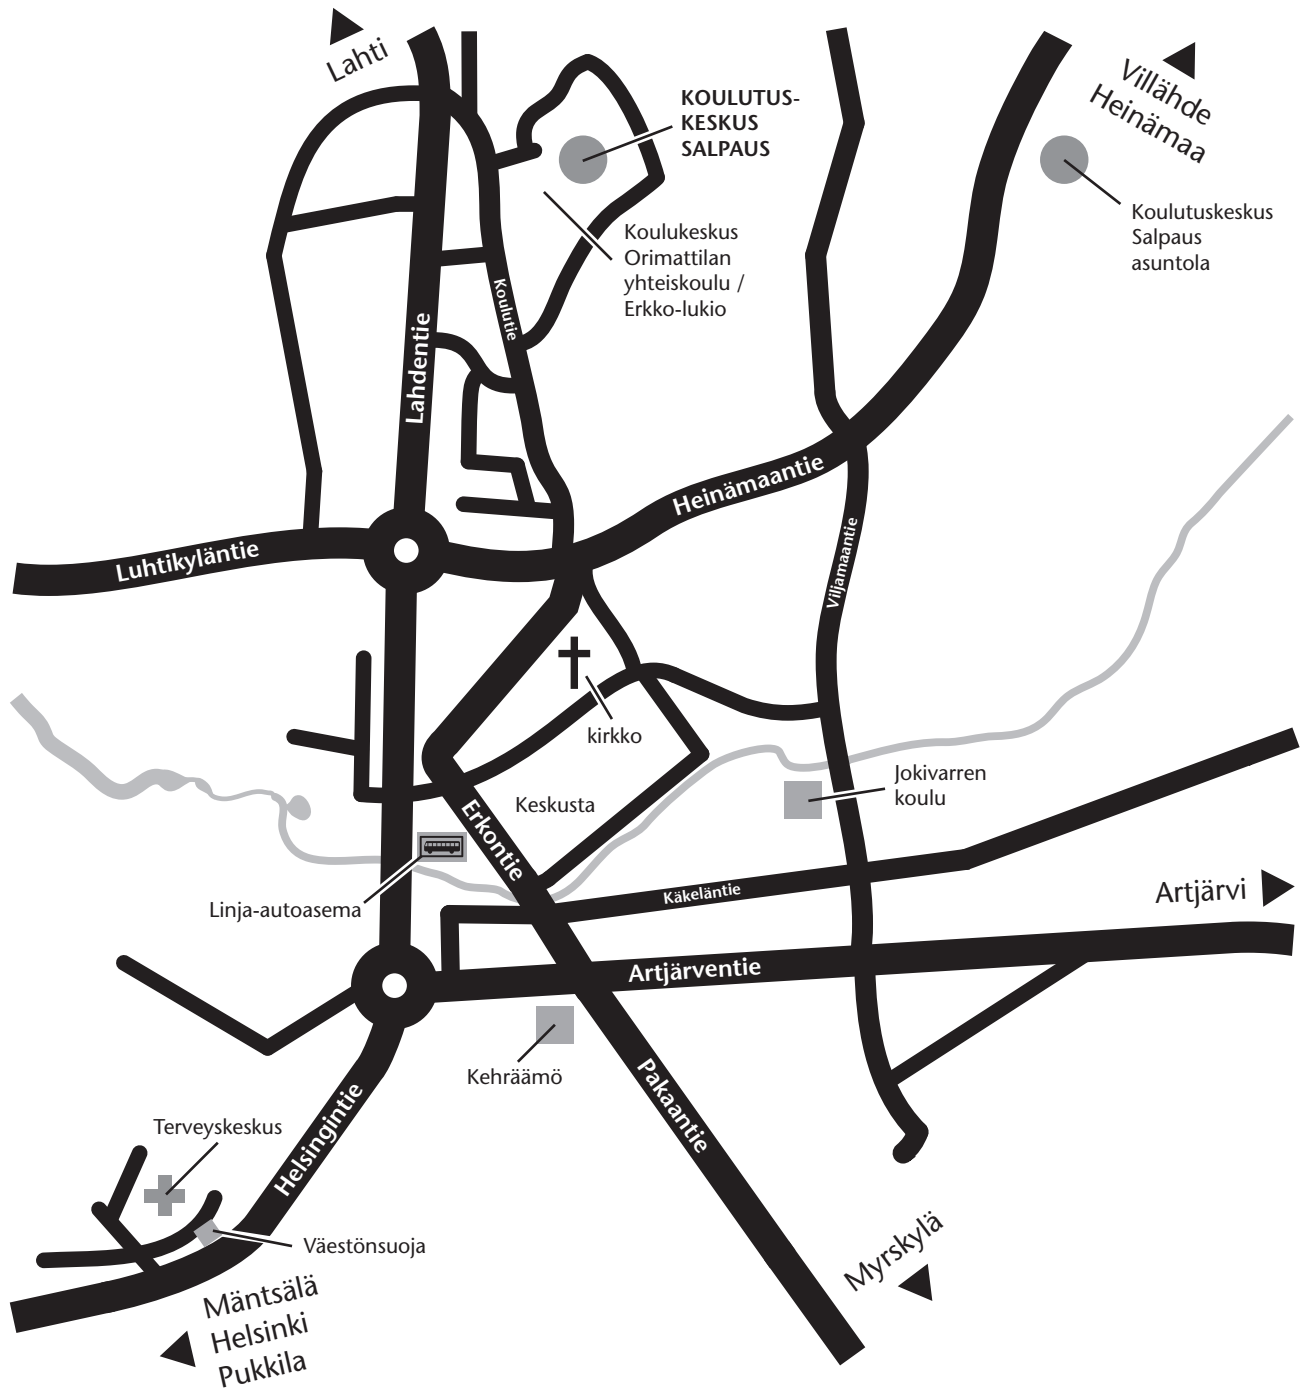 Lahti
KOULUTUS-
KESKUS
SALPAUS
Villähde
Heinämaa
Koulutuskeskus
Salpaus
asuntola
Koulukeskus
Orimattilan
yhteiskoulu /
Erkko-lukio
Koulutie
Lahdentie
Heinämaantie
Luhtikyläntie
Viljamaantie
kirkko
Jokivarren
koulu
Keskusta
Erkontie
Linja-autoasema
Käkeläntie
Artjärvi
Artjärventie
Kehräämö
Pakaantie
Helsingintie
Terveyskeskus
Väestönsuoja
Myrskylä
Mäntsälä
Helsinki
Pukkila